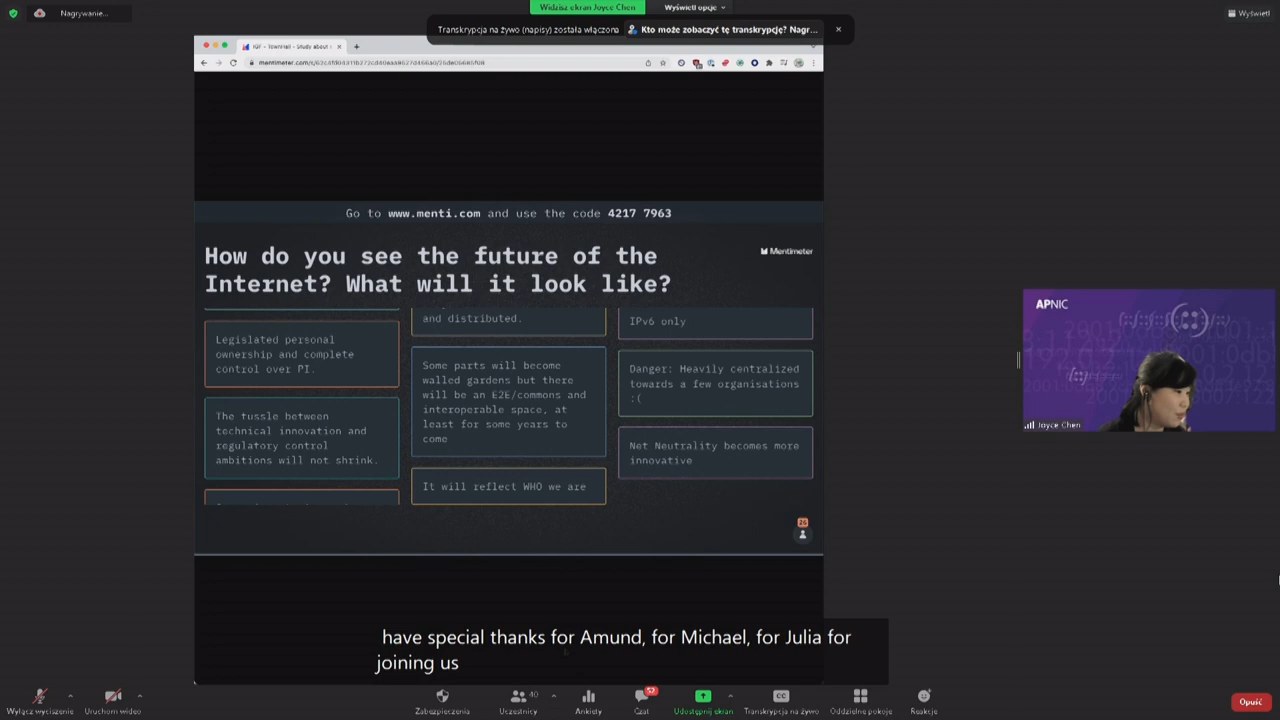 Nagrywanie...
Widzisz ekran Joyce Chen
Wyświetl opcje
Wyświetl
Transkrypcja na żywo (napisy) została włączona
Kto może zobaczyć tę transkrypcję? Nagr...
IGF - TownHall - Study about
Go to www.menti.com and use the code 4217 7963
How do you see the future of the
Internet? What will it look like?
Mentimeter
Legislated personal
ownership and complete
control over PI.
The tussle between
technical innovation and
regulatory control
ambitions will not shrink.
and distributed.
Some parts will become
walled gardens but there
will be an E2E/commons and
interoperable space, at
least for some years to
come
It will reflect WHO we are
IPv6 only
Danger: Heavily centralized
towards a few organisations
:(
Net Neutrality becomes more
innovative
26
APNIC
Joyce Chen
have special thanks for Amund, for Michael, for Julia for
joining us
Wyłącz wyciszenie
Uruchom wideo
Zabezpieczenia
40
Uczestnicy
Ankiety
52
Czat
Udostępnij ekran
CC
Transkrypcja na żywo
Oddzielne pokoje
Reakcje
Opuść